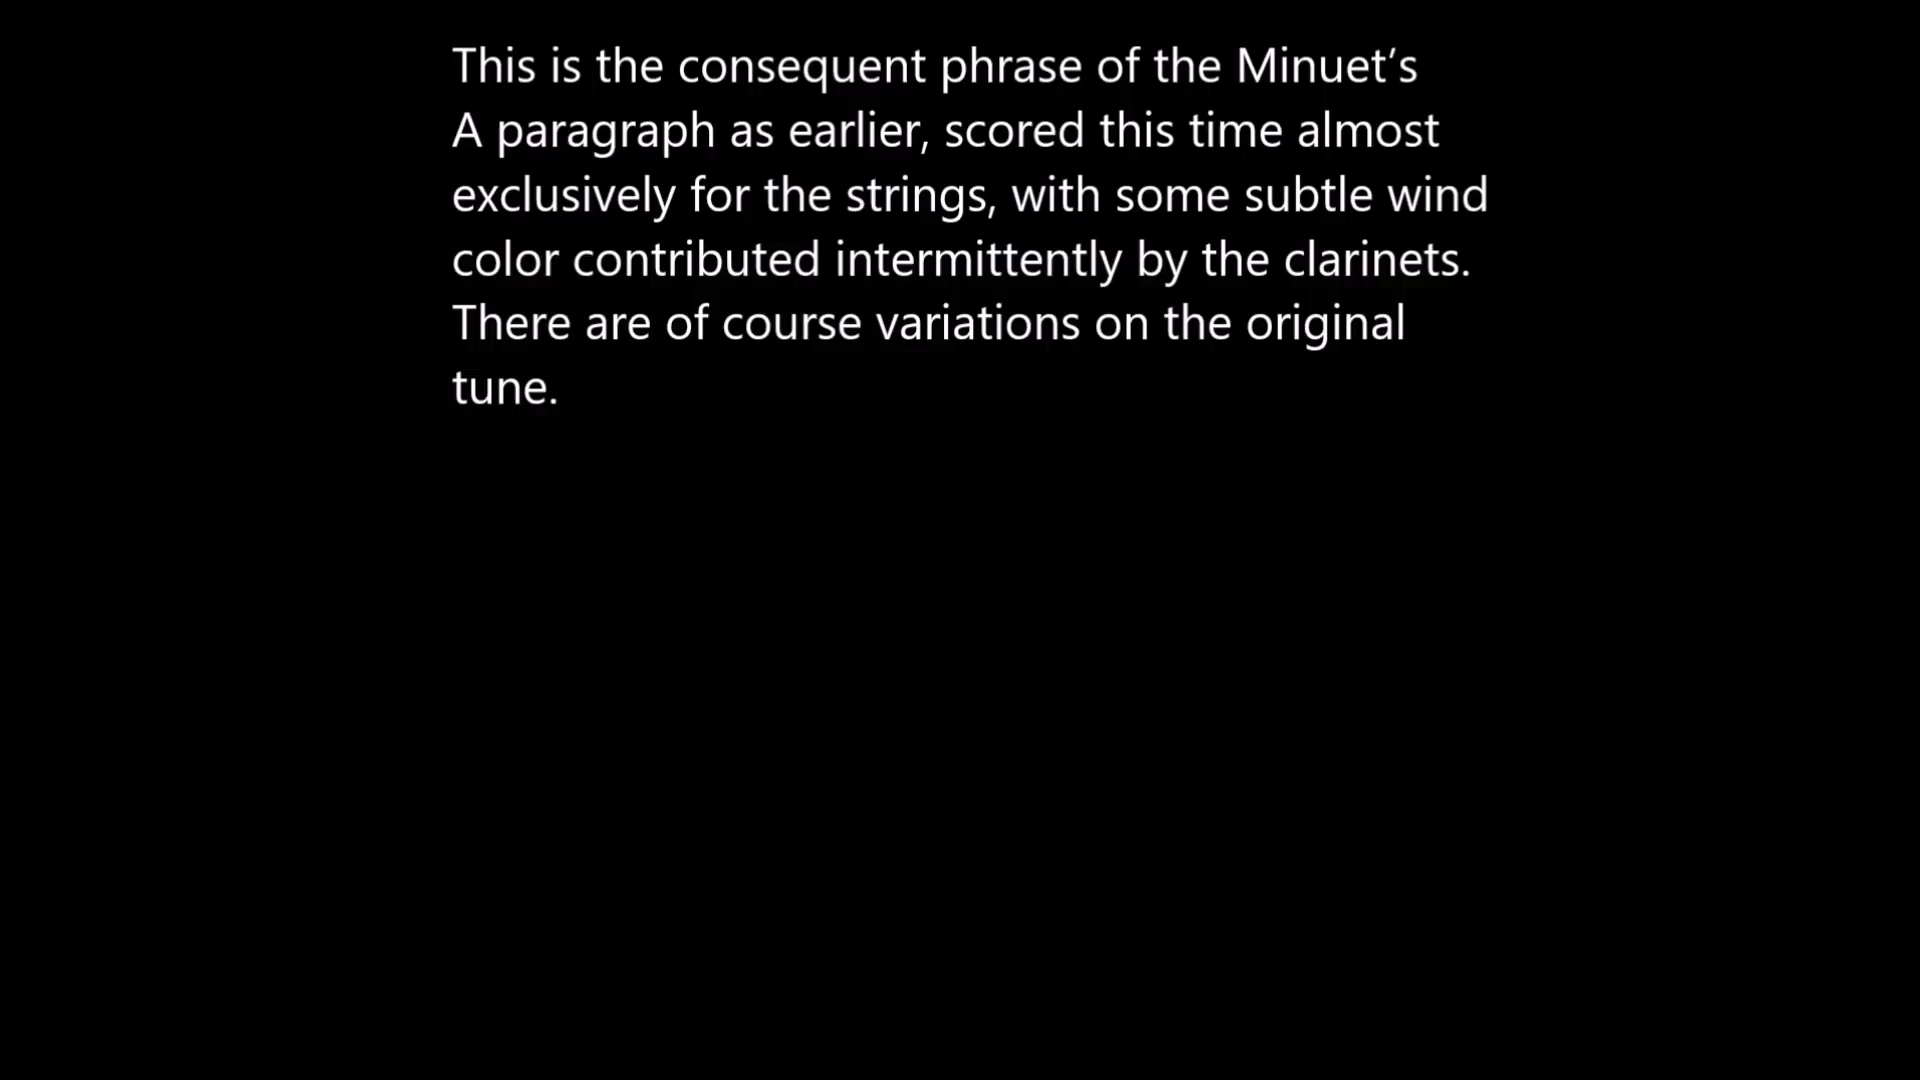 This is the consequent phrase of the Minuet’s
A paragraph as earlier, scored this time almost
exclusively for the strings, with some subtle wind
color contributed intermittently by the clarinets.
There are of course variations on the original
tune.